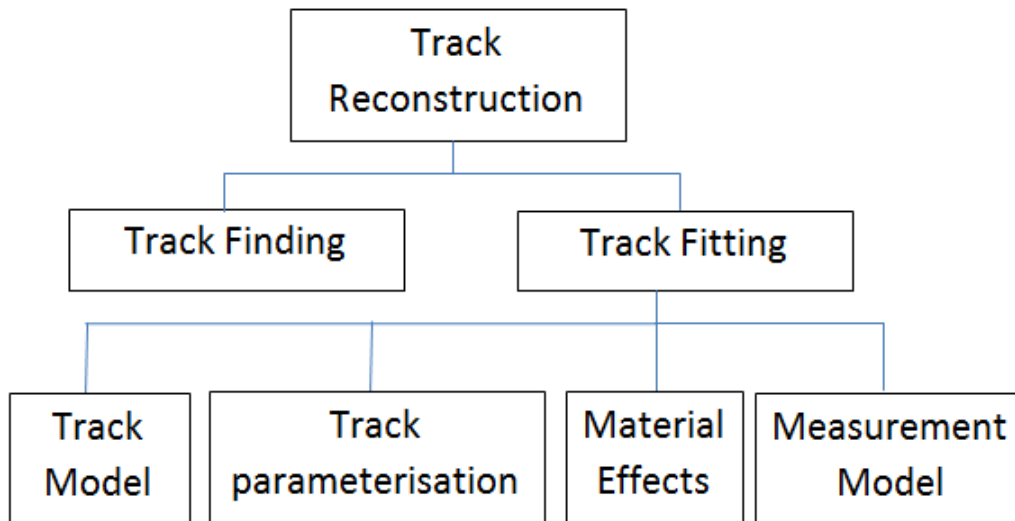 Track
Reconstruction
Track Finding
Track Fitting
Track
Model
Track
parameterisation
Material
Effects
Measurement
Model